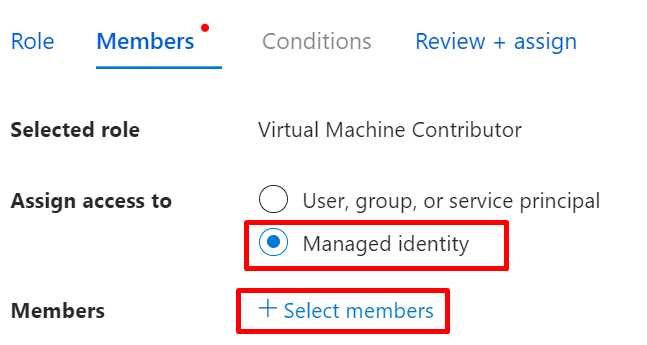 Role Members Conditions Review + assign
Selected role Virtual Machine Contributor
Assign access to User, group, or service principal
Managed identity
Members + Select members